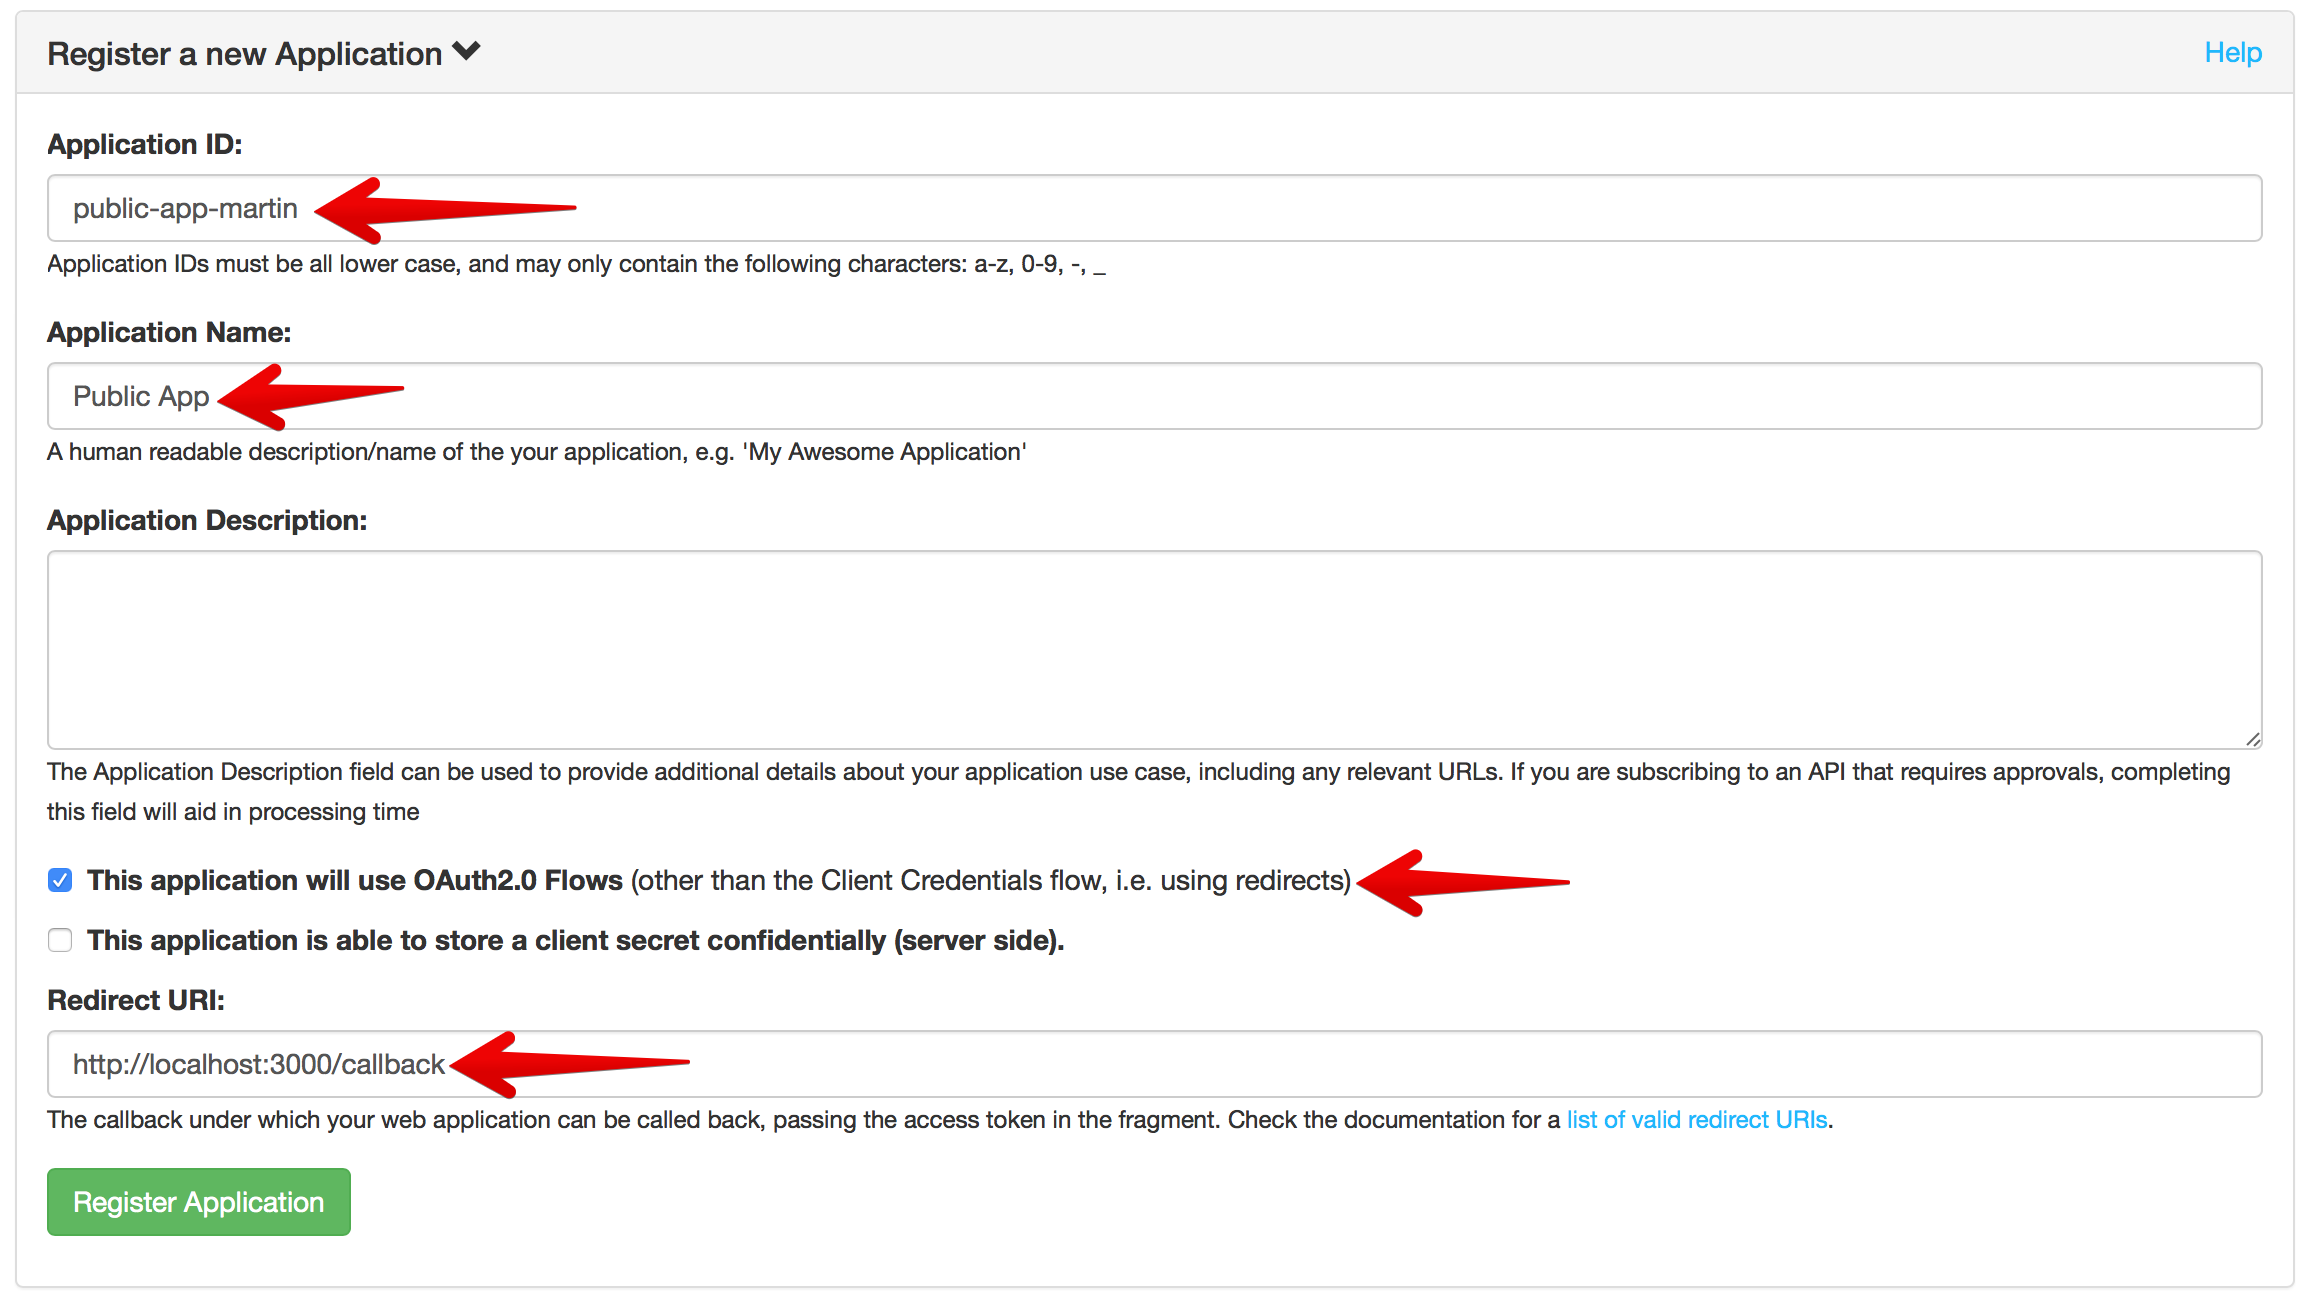 Register a new Application
Help
Application ID:
public-app-martin
Application IDs must be all lower case, and may only contain the following characters: a-z, 0-9, -, _
Application Name:
Public App
A human readable description/name of the your application, e.g. 'My Awesome Application'
Application Description:
The Application Description field can be used to provide additional details about your application use case, including any relevant URLs. If you are subscribing to an API that requires approvals, completing
this field will aid in processing time
This application will use OAuth2.0 Flows (other than the Client Credentials flow, i.e. using redirects)
This application is able to store a client secret confidentially (server side).
Redirect URI:
http://localhost:3000/callback
The callback under which your web application can be called back, passing the access token in the fragment. Check the documentation for a list of valid redirect URIs.
Register Application